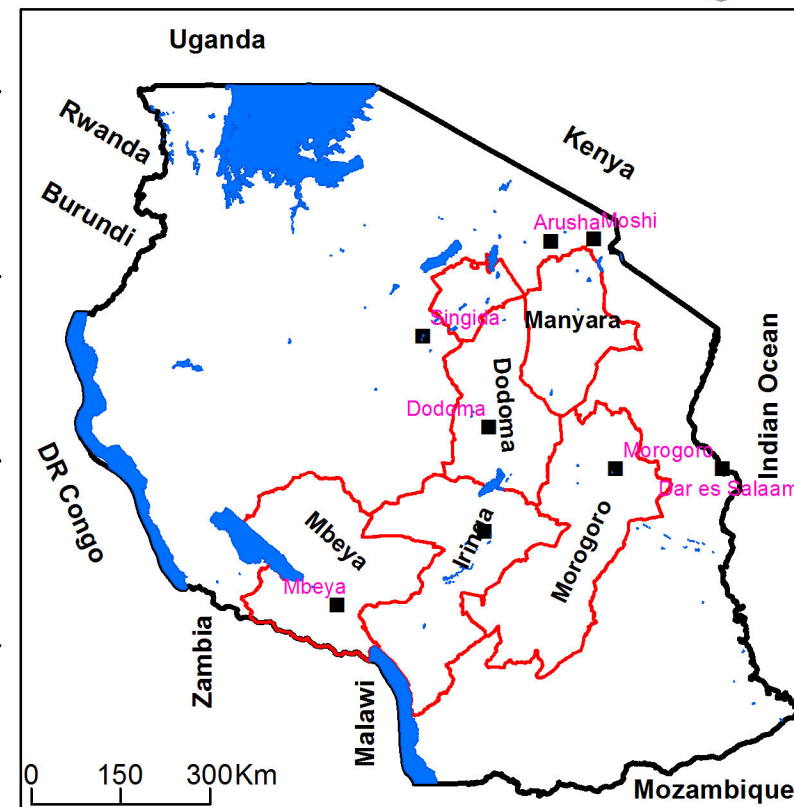 Uganda
Rwanda
Kenya
Burundi
Arusha
Moshi
Singida
Manyara
Indian Ocean
Dodoma
Dodoma
Morogoro
DR Congo
Dar es Salaam
Mbeya
Iringa
Morogoro
Mbeya
Zambia
Malawi
0 150 300Km
Mozambique